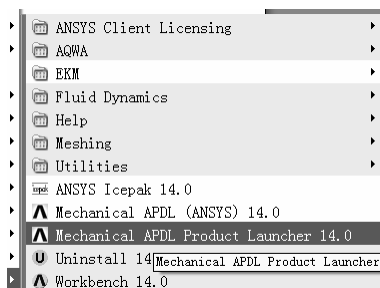 ANSYS Client Licensing
AQWA
EKM
Fluid Dynamics
Help
Meshing
Utilities
ANSYS Icepak 14.0
Mechanical APDL (ANSYS) 14.0
Mechanical APDL Product Launcher 14.0
Uninstall 14
Mechanical APDL Product Launcher
Workbench 14.0